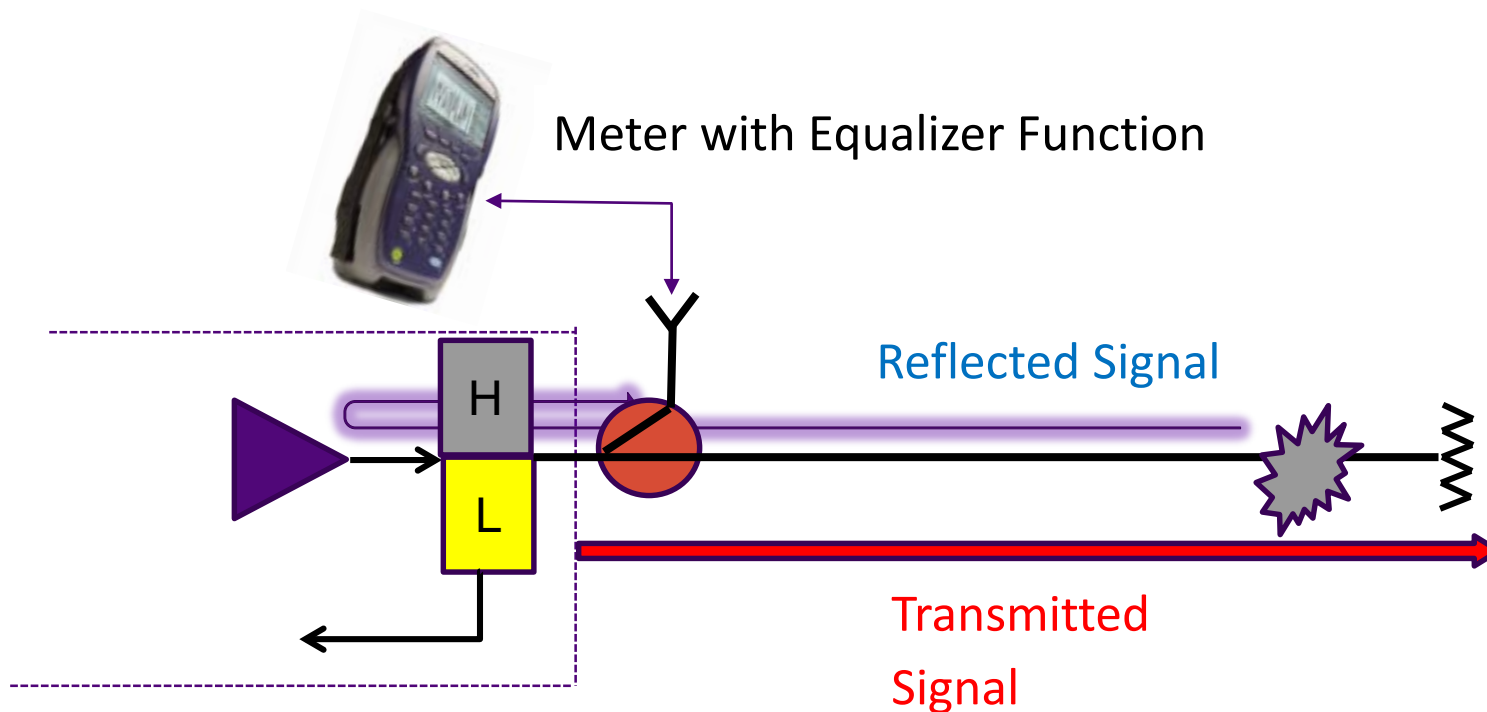 Meter with Equalizer Function
Reflected Signal
H
L
Transmitted
Signal